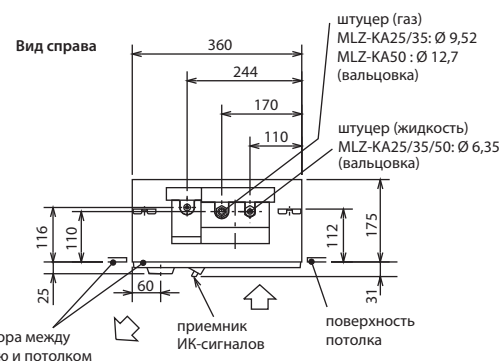 штуцер (газ)
MLZ-KA25/35: Ø 9,52
MLZ-KA50 : Ø 12,7
(вальцовка)
Вид справа
360
244
170
110
штуцер (жидкость)
MLZ-KA25/35/50: Ø 6,35
(вальцовка)
116
110
112
175
25
60
31
ора между
ю и потолком
приемник
ИК-сигналов
поверхность
потолка